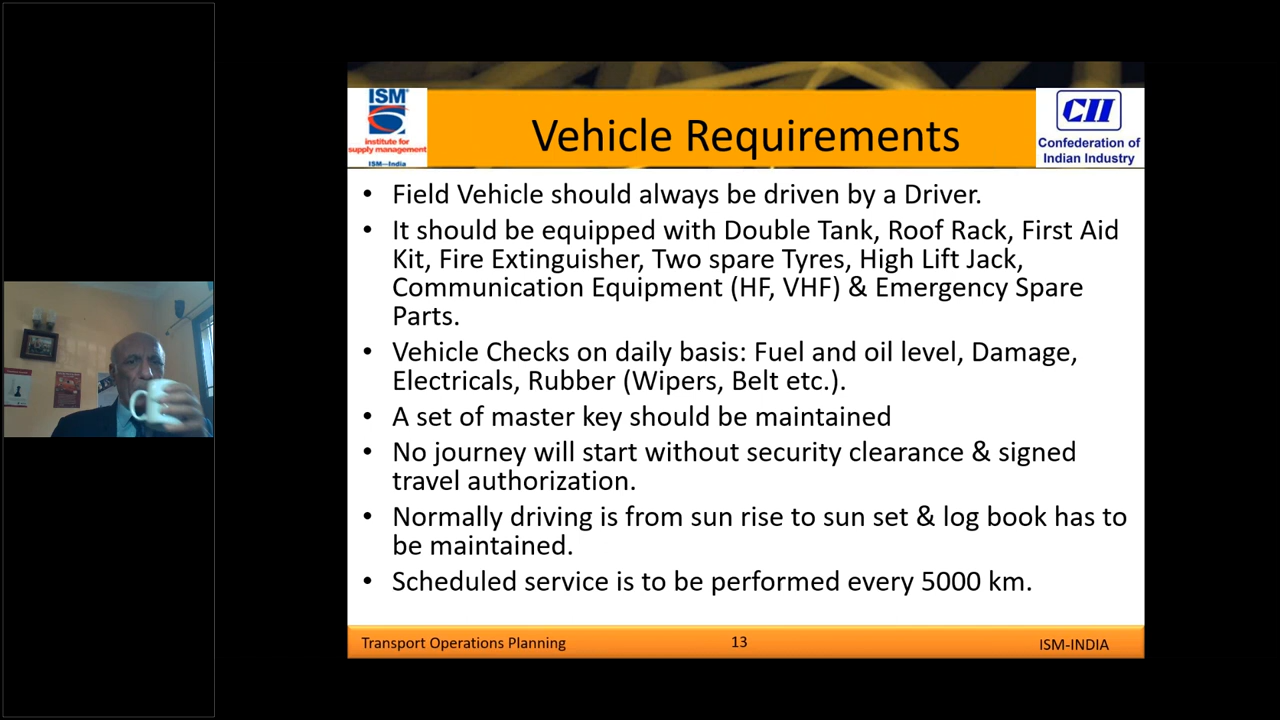 ISM®
institute for
supply management
ISM—India
Vehicle Requirements
CII
Confederation of
Indian Industry
• Field Vehicle should always be driven by a Driver.
• It should be equipped with Double Tank, Roof Rack, First Aid
Kit, Fire Extinguisher, Two spare Tyres, High Lift Jack,
Communication Equipment (HF, VHF) & Emergency Spare
Parts.
• Vehicle Checks on daily basis: Fuel and oil level, Damage,
Electricals, Rubber (Wipers, Belt etc.).
• A set of master key should be maintained
• No journey will start without security clearance & signed
travel authorization.
• Normally driving is from sun rise to sun set & log book has to
be maintained.
• Scheduled service is to be performed every 5000 km.
Transport Operations Planning
13
ISM-INDIA